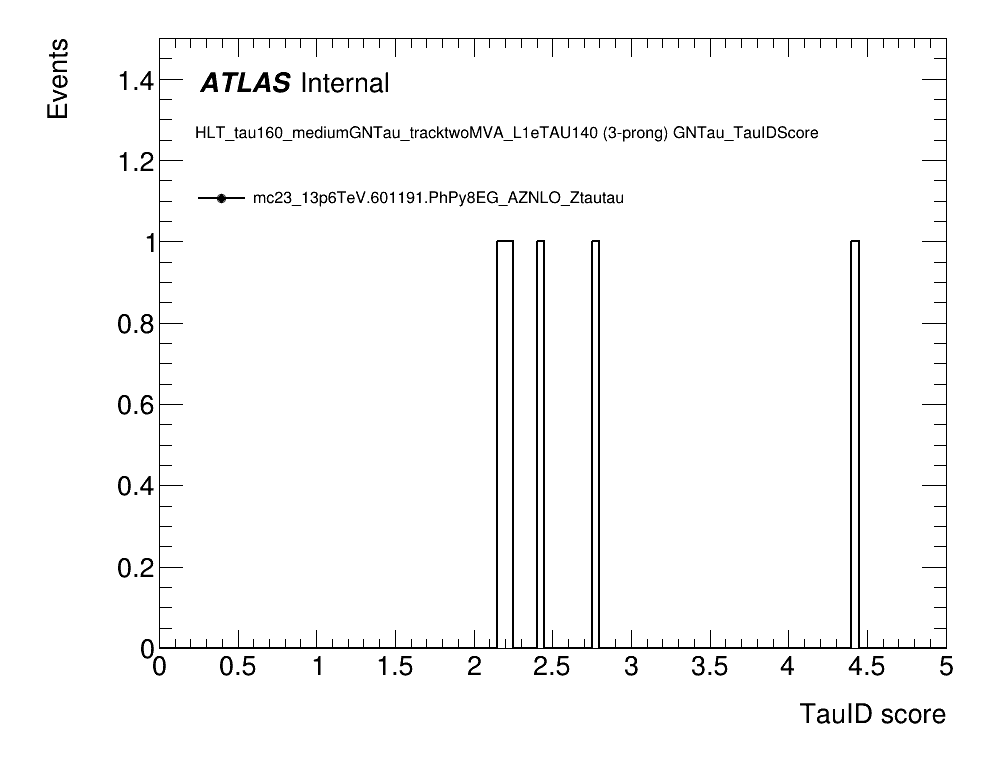 Events
ATLAS Internal
HLT_tau160_mediumGNTau_tracktwoMVA_L1eTAU140 (3-prong) GNTau_TauIDScore
mc23_13p6TeV.601191.PhPy8EG_AZNLO_Ztautau
1.4
1.2
1
0.8
0.6
0.4
0.2
0
0 0.5 1 1.5 2 2.5 3 3.5 4 4.5 5
TauID score